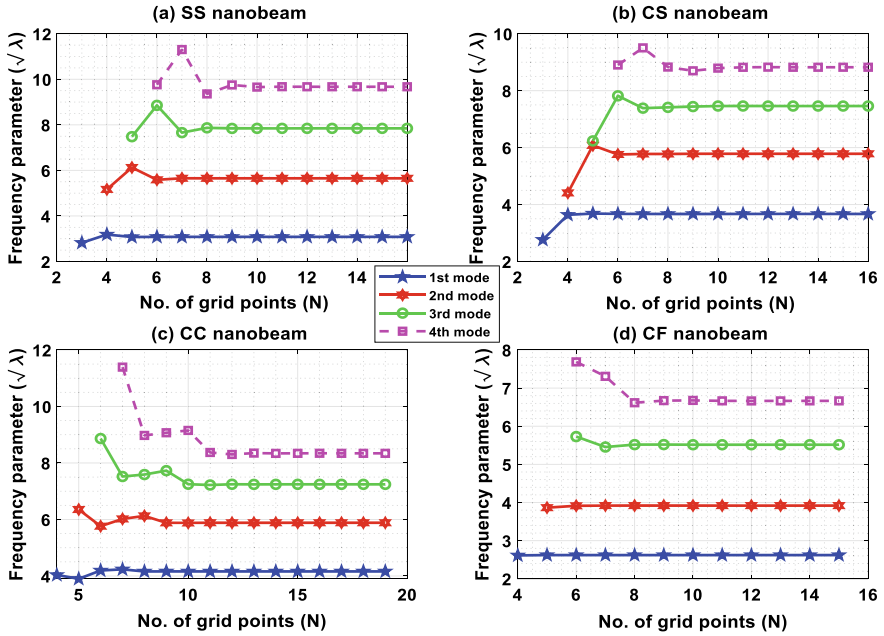 (a) SS nanobeam
Frequency parameter (√λ)
12
10
8
6
4
2
2 4 6 8 10 12 14 16
No. of grid points (N)
(b) CS nanobeam
Frequency parameter (√λ)
10
8
6
4
2
2 4 6 8 10 12 14 16
No. of grid points (N)
1st mode
2nd mode
3rd mode
4th mode
(c) CC nanobeam
Frequency parameter (√λ)
12
10
8
6
4
5 10 15 20
No. of grid points (N)
(d) CF nanobeam
Frequency parameter (√λ)
8
7
6
5
4
3
2
4 6 8 10 12 14 16
No. of grid points (N)